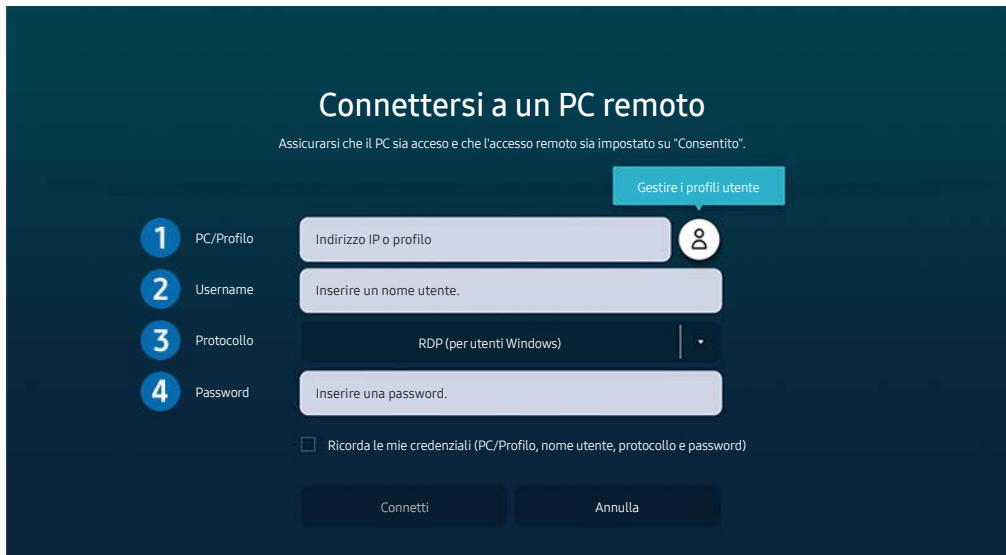 Connettersi a un PC remoto
Assicurarsi che il PC sia acceso e che l'accesso remoto sia impostato su "Consentito".
Gestire i profili utente
1 PC/Profilo Indirizzo IP o profilo
2 Username Inserire un nome utente.
3 Protocollo RDP (per utenti Windows)
4 Password Inserire una password.
Ricorda le mie credenziali (PC/Profilo, nome utente, protocollo e password)
Connetti Annulla